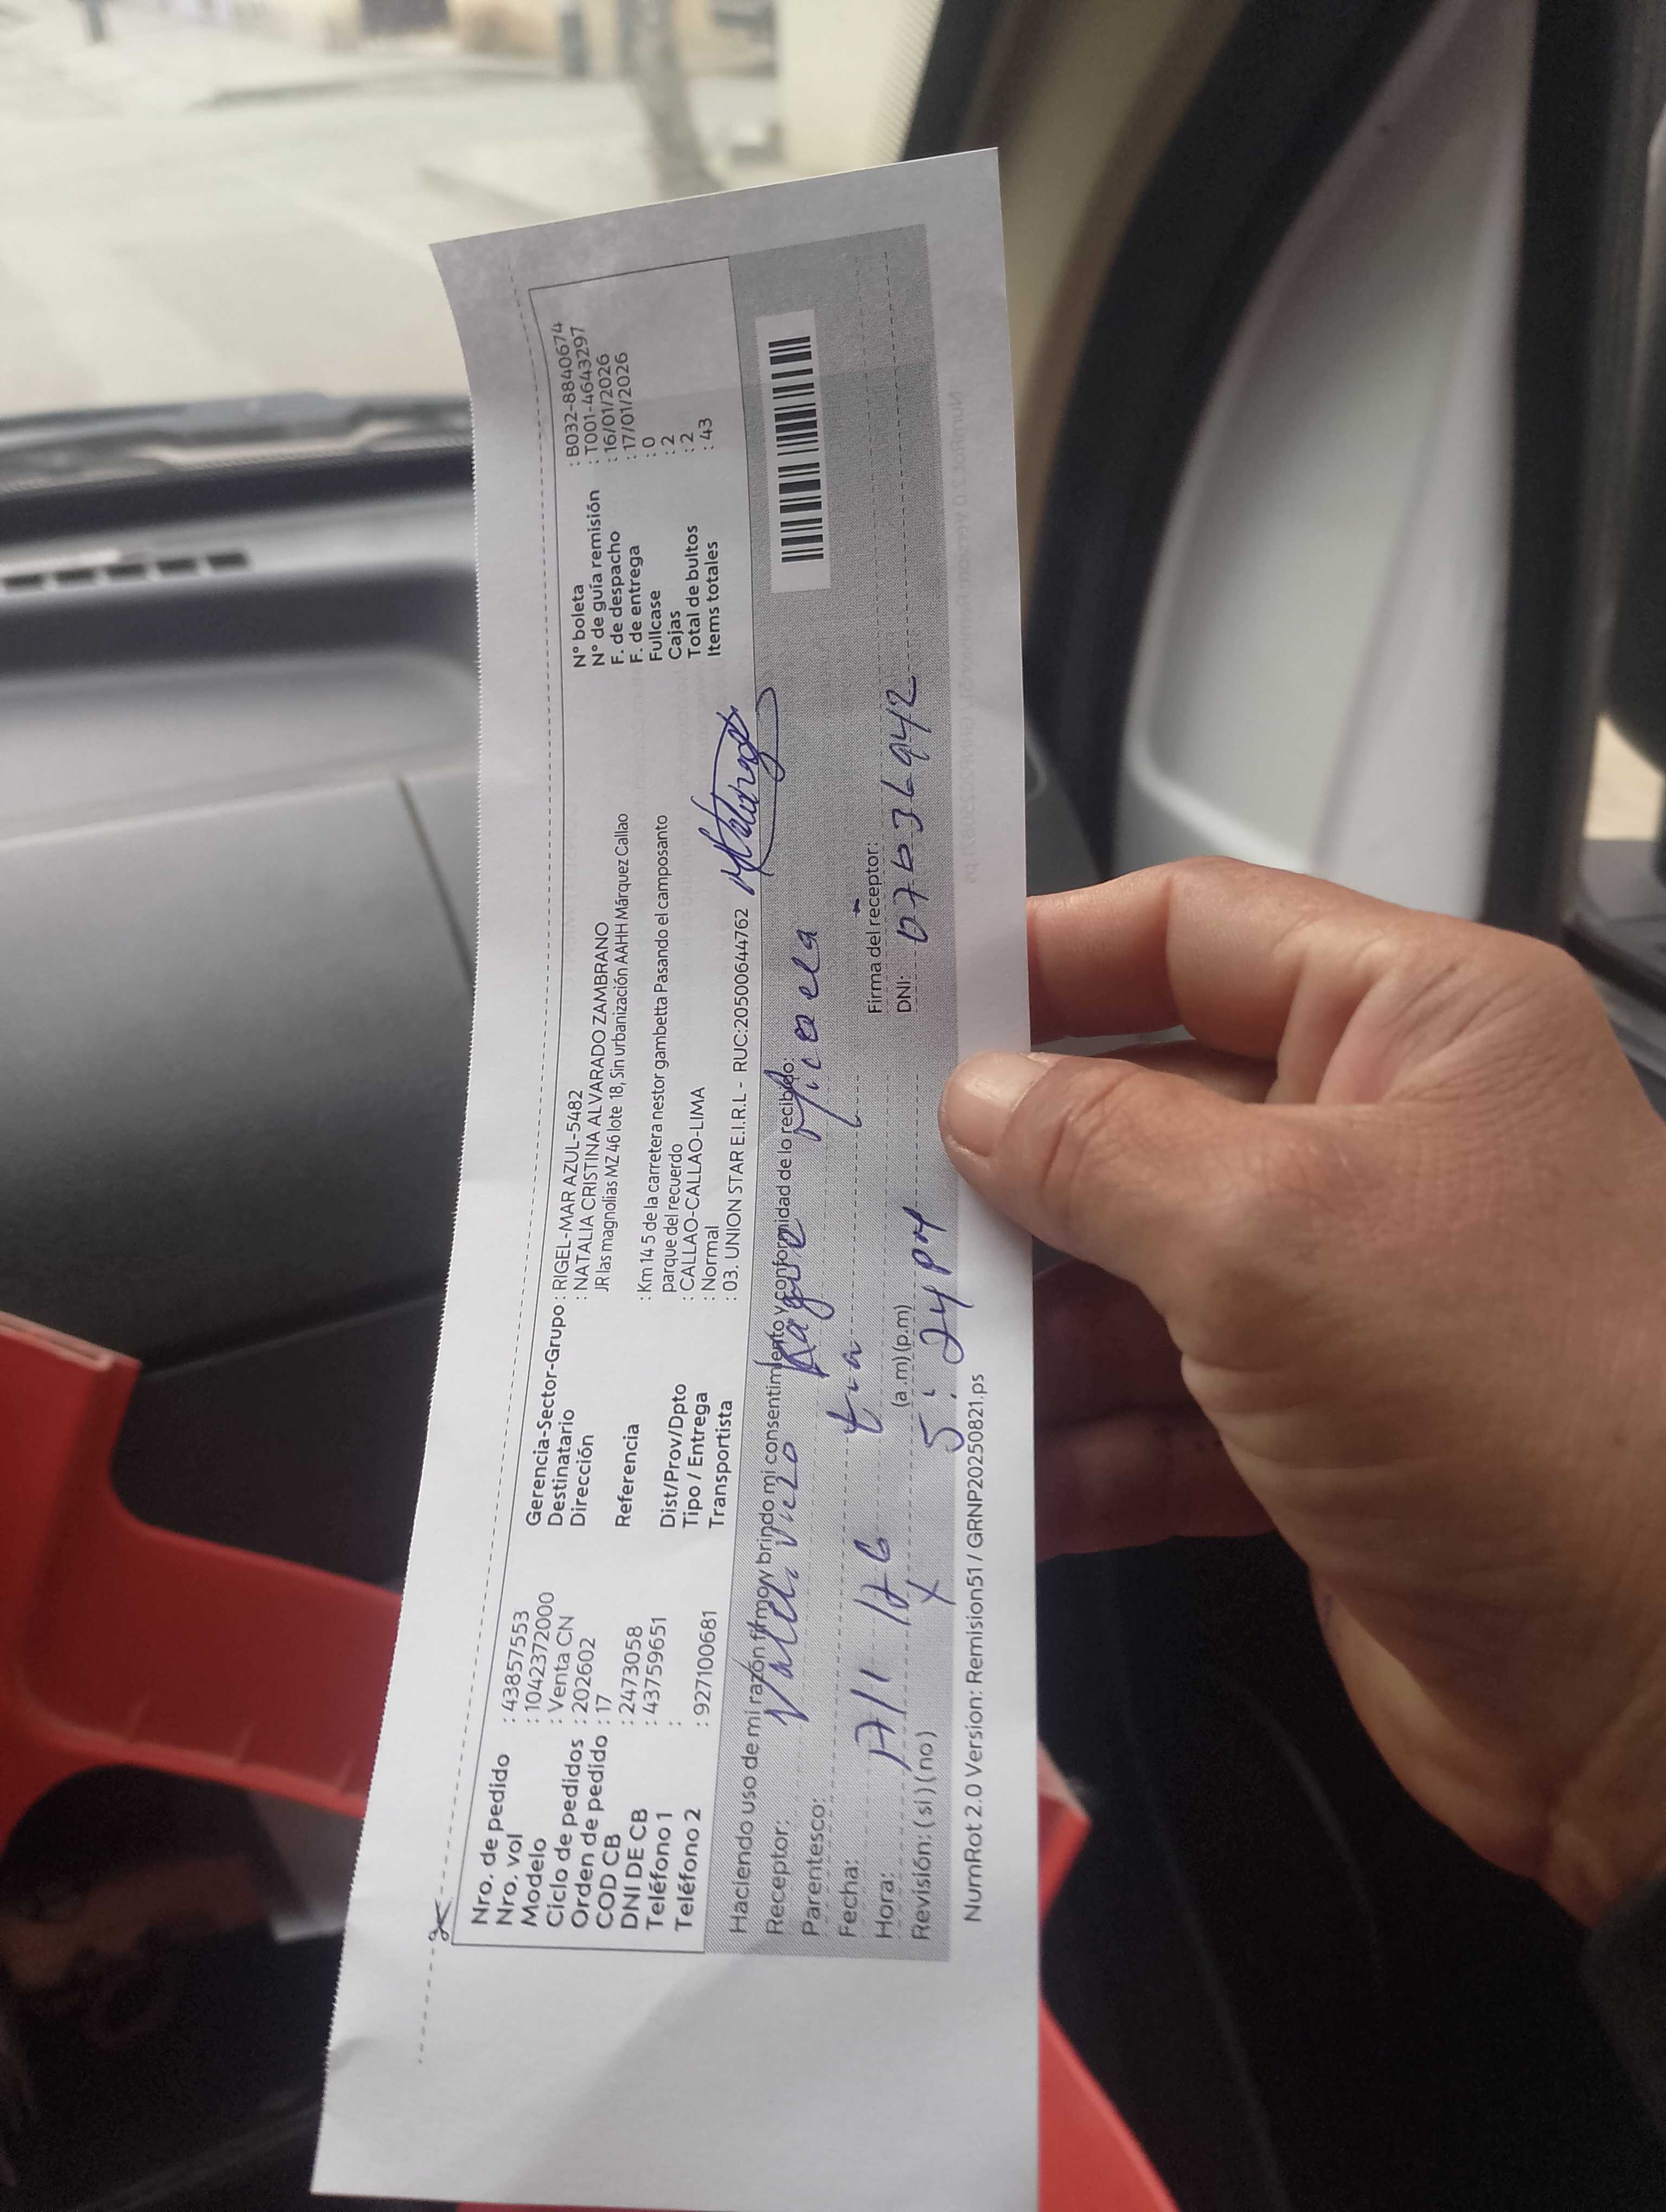 Nro. de pedido : 43857553
Nro. vol : 1042372000
Modelo : Venta CN
Ciclo de pedidos : 202602
Orden de pedido : 17
COD CB
DNI DE CB : 2473058
Teléfono 1 : 43759651
Teléfono 2 :
: 927100681
Gerencia-Sector-Grupo : RIGEL-MAR AZUL-5482
Destinatario : NATALIA CRISTINA ALVARADO ZAMBRANO
Dirección JR las magnolias MZ 46 lote 18, Sin urbanización AAHH Márquez Callao
Referencia : Km 14 5 de la carretera nestor gambetta Pasando el camposanto
parque del recuerdo
Dist/Prov/Dpto : CALLAO-CALLAO-LIMA
Tipo / Entrega : Normal
Transportista : 03. UNION STAR E.I.R.L - RUC:20500644762
N° boleta : B032-8840674
N° de guía remisión : T001-4643297
F. de despacho : 16/01/2026
F. de entrega : 17/01/2026
Fullcase : 0
Cajas : 2
Total de bultos : 2
Items totales : 43
Haciendo uso de mi razón firmo y brindo mi consentimiento y conformidad de lo recibido:
Receptor: Micaela
Parentesco: tia
Fecha: 17/1/26
Hora: (a.m) (p.m) 5:24 PM
Revisión: (si) (no) X
Firma del receptor:
DNI: 07636942
NumRot 2.0 Version: Remision51 / GRNP20250821.ps